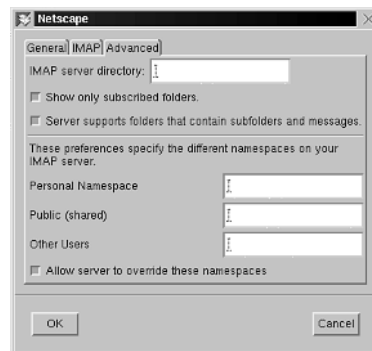 Netscape
General IMAP Advanced
IMAP server directory:
Show only subscribed folders.
Server supports folders that contain subfolders and messages.
These preferences specify the different namespaces on your
IMAP server.
Personal Namespace
Public (shared)
Other Users
Allow server to override these namespaces
OK Cancel